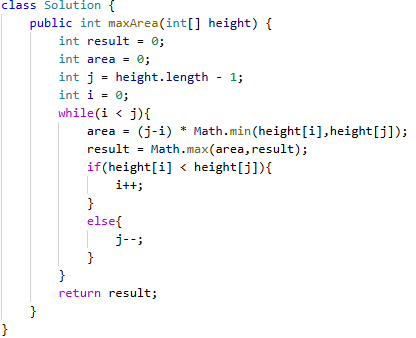 class Solution {
    public int maxArea(int[] height) {
        int result = 0;
        int area = 0;
        int j = height.length - 1;
        int i = 0;
        while(i < j){
            area = (j-i) * Math.min(height[i],height[j]);
            result = Math.max(area,result);
            if(height[i] < height[j]){
                i++;
            }
            else{
                j--;
            }
        }
        return result;
    }
}